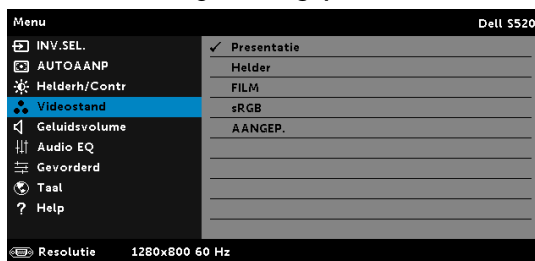 Menu Dell S520
INV.SEL.
AUTOAANP
Helderh/Contr
Videostand
Geluidsvolume
Audio EQ
Gevorderd
Taal
? Help
✓ Presentatie
Helder
FILM
sRGB
AANGEP.
Resolutie 1280x800 60 Hz